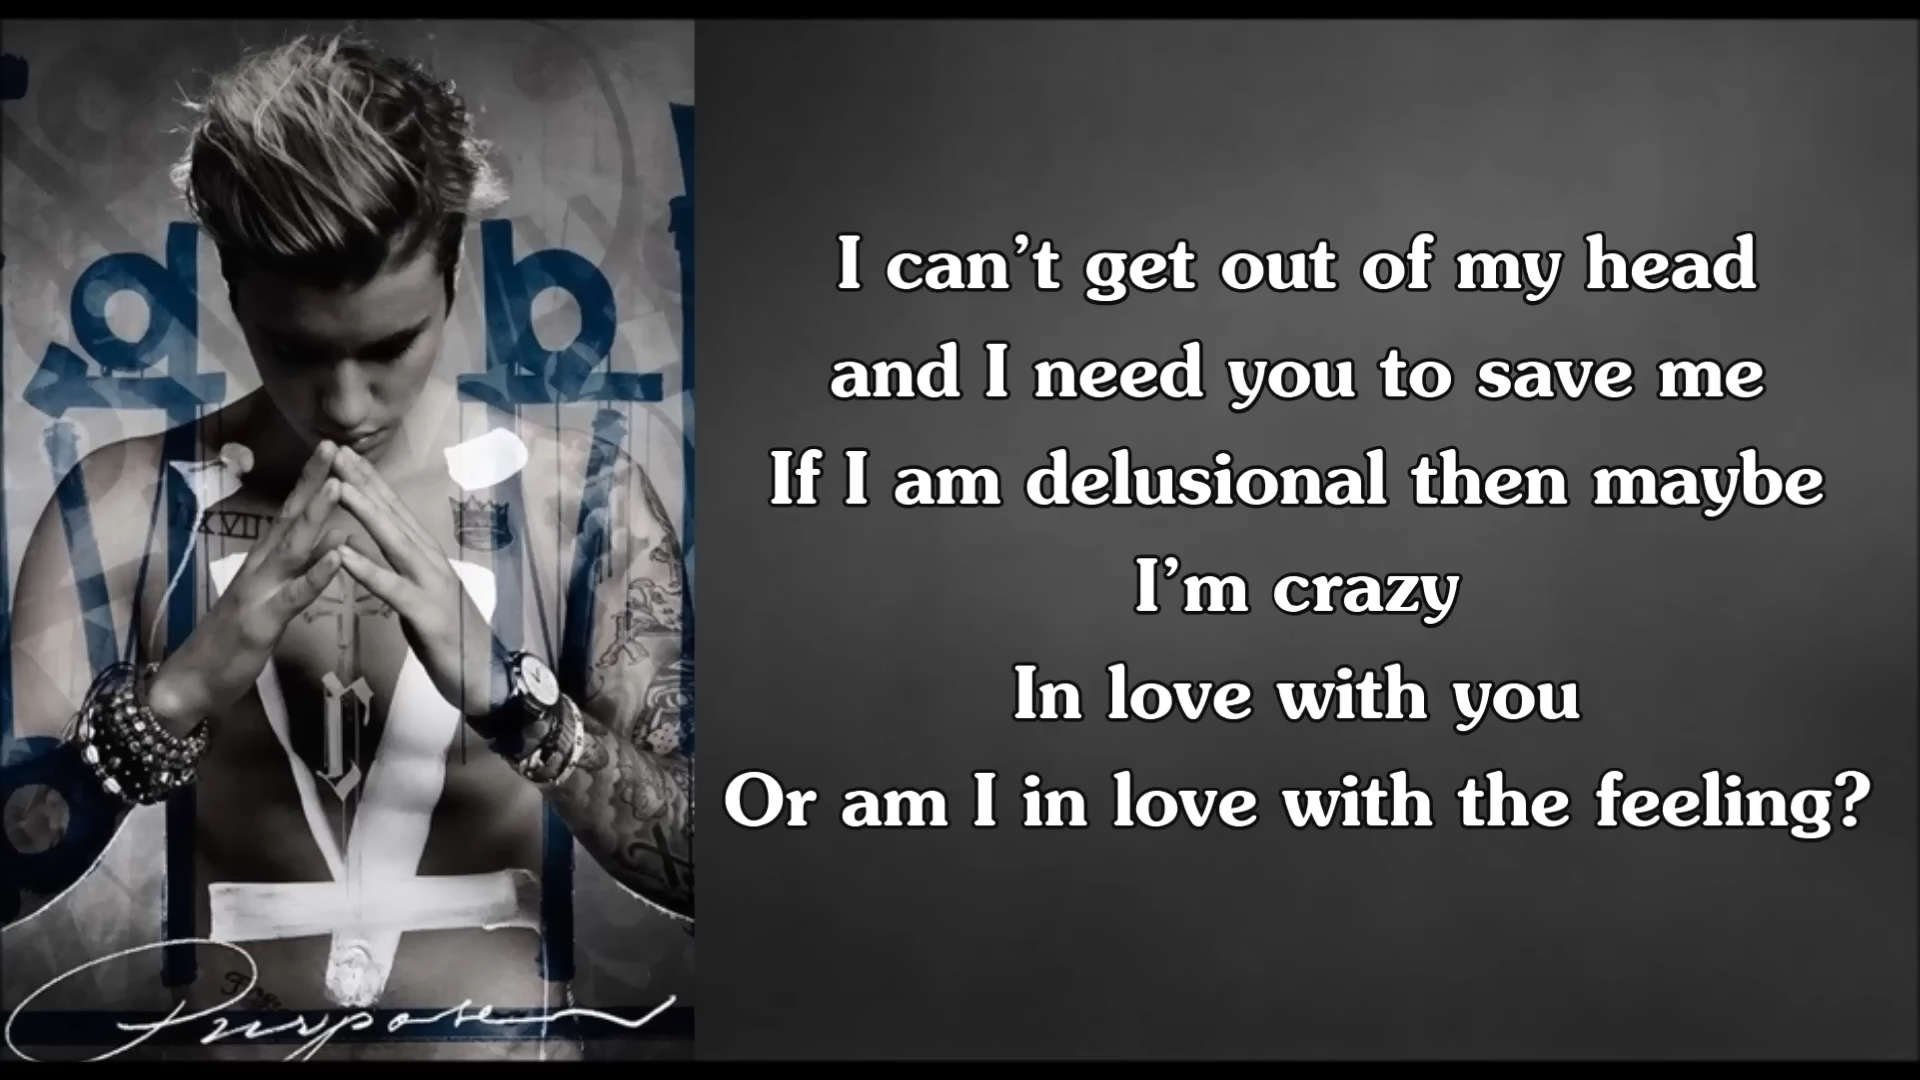 I can't get out of my head
and I need you to save me
If I am delusional then maybe
I'm crazy
In love with you
Or am I in love with the feeling?
XVII
Purpose